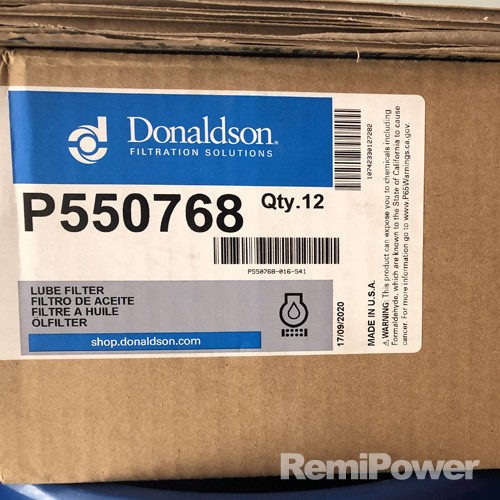 Donaldson.
FILTRATION SOLUTIONS
P550768 Qty.12
P550768-016-541
LUBE FILTER
FILTRO DE ACEITE
FILTRE A HUILE
ÖLFILTER
shop.donaldson.com
10742330127282
17/09/2020
MADE IN U.S.A.
⚠WARNING: This product can expose you to chemicals including
Formaldehyde, which are known to the State of California to cause
cancer. For more information go to www.P65Warnings.ca.gov.
RemiPower